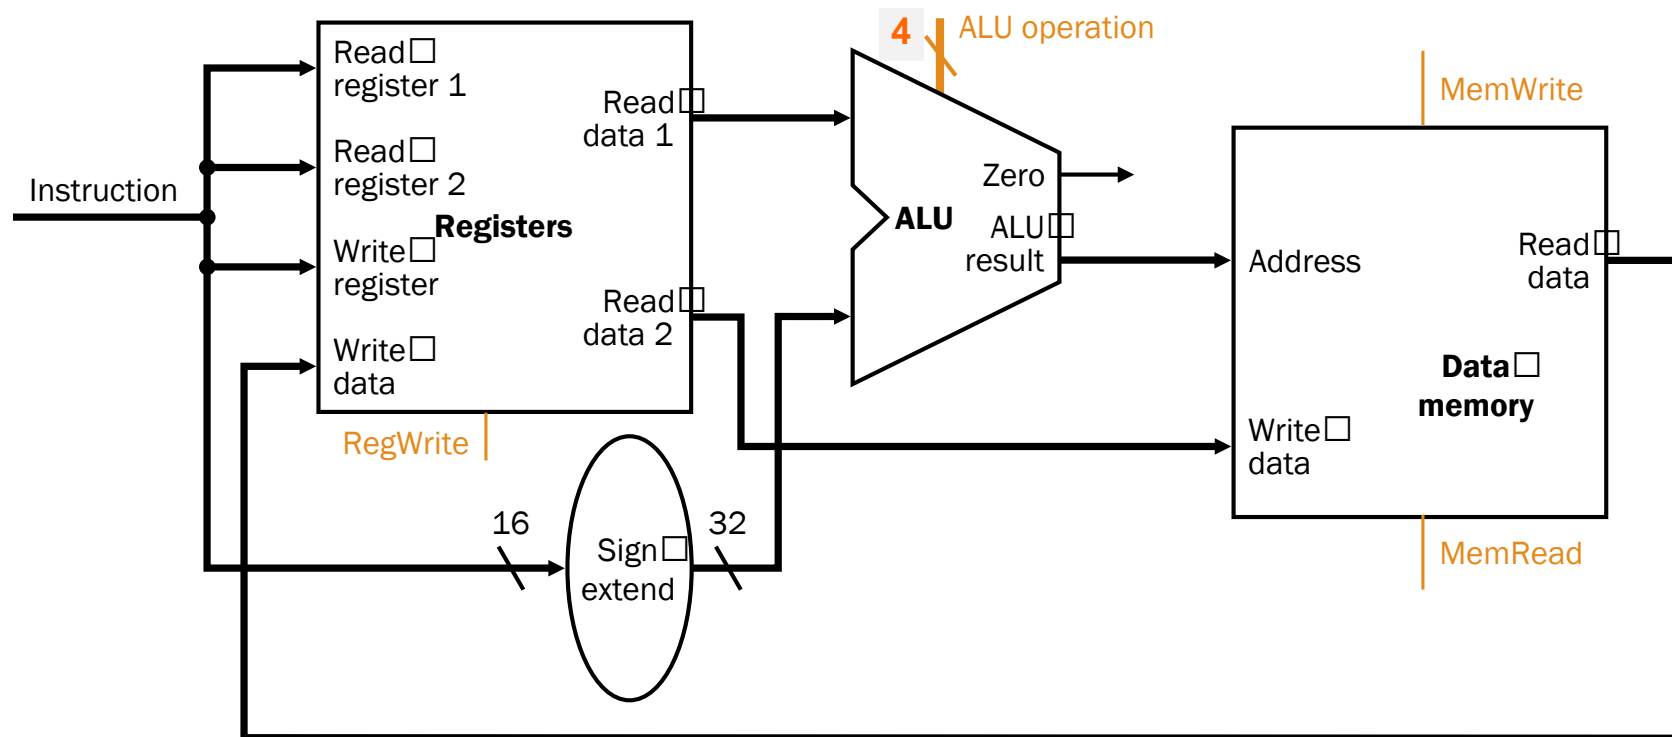 4
ALU operation
Read□
register 1
Read□
data 1
MemWrite
Read□
register 2
Instruction
Zero
Registers
ALU
ALU□
result
Write□
register
Address
Read□
data
Read□
data 2
Write□
data
Data□
memory
RegWrite
Write□
data
16
32
Sign□
extend
MemRead